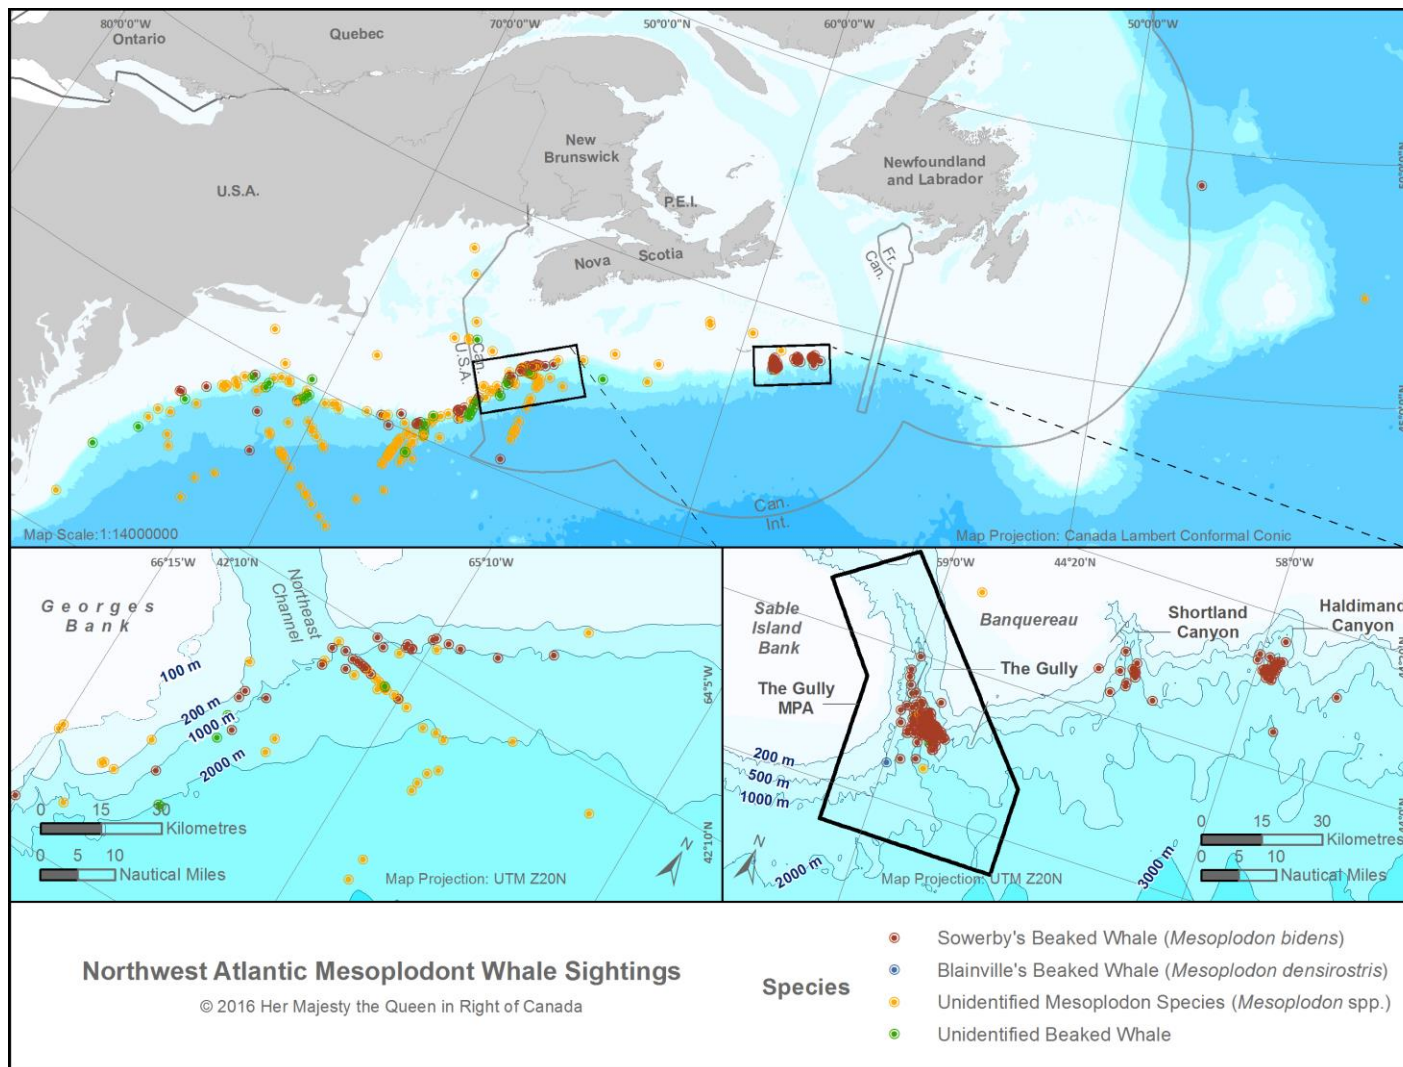 80°0'0"W
70°0'0"W
50°0'0"N
60°0'0"W
50°0'0"W
Ontario
Quebec
New
Brunswick
Newfoundland
and Labrador
U.S.A.
P.E.I.
Nova Scotia
Fr.
Can.
Can.
U.S.A.
Can.
Int.
Map Scale:1:14000000
Map Projection: Canada Lambert Conformal Conic
66°15'W
42°10'N
65°10'W
Georges
Bank
Northeast
Channel
100 m
200 m
1000 m
2000 m
64°5'W
42°10'N
0 15 30
Kilometres
0 5 10
Nautical Miles
N
Map Projection: UTM Z20N
59°0'W
44°20'N
58°0'W
Sable
Island
Bank
Banquereau
Shortland
Canyon
Haldimand
Canyon
The Gully
The Gully
MPA
200 m
500 m
1000 m
2000 m
3000 m
44°0'N
0 15 30
Kilometres
0 5 10
Nautical Miles
N
Map Projection: UTM Z20N
Northwest Atlantic Mesoplodont Whale Sightings
© 2016 Her Majesty the Queen in Right of Canada
Species
Sowerby's Beaked Whale (Mesoplodon bidens)
Blainville's Beaked Whale (Mesoplodon densirostris)
Unidentified Mesoplodon Species (Mesoplodon spp.)
Unidentified Beaked Whale